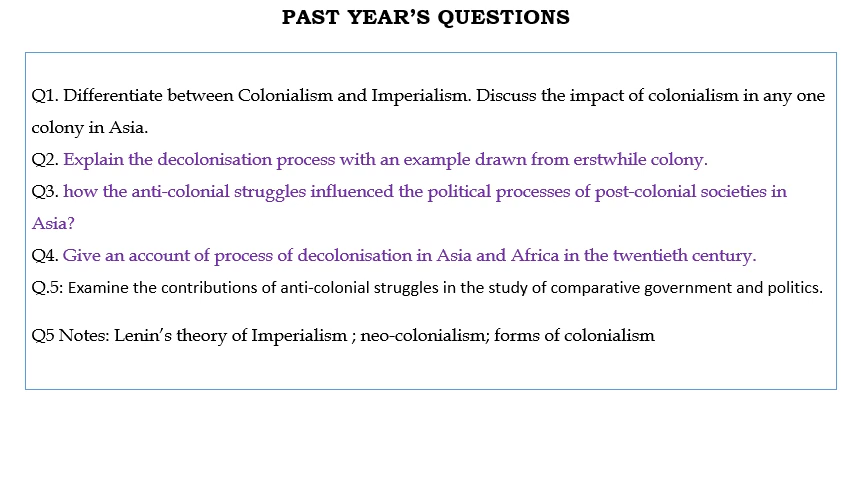 PAST YEAR’S QUESTIONS
Q1. Differentiate between Colonialism and Imperialism. Discuss the impact of colonialism in any one
colony in Asia.
Q2. Explain the decolonisation process with an example drawn from erstwhile colony.
Q3. how the anti-colonial struggles influenced the political processes of post-colonial societies in
Asia?
Q4. Give an account of process of decolonisation in Asia and Africa in the twentieth century.
Q.5: Examine the contributions of anti-colonial struggles in the study of comparative government and politics.
Q5 Notes: Lenin’s theory of Imperialism ; neo-colonialism; forms of colonialism